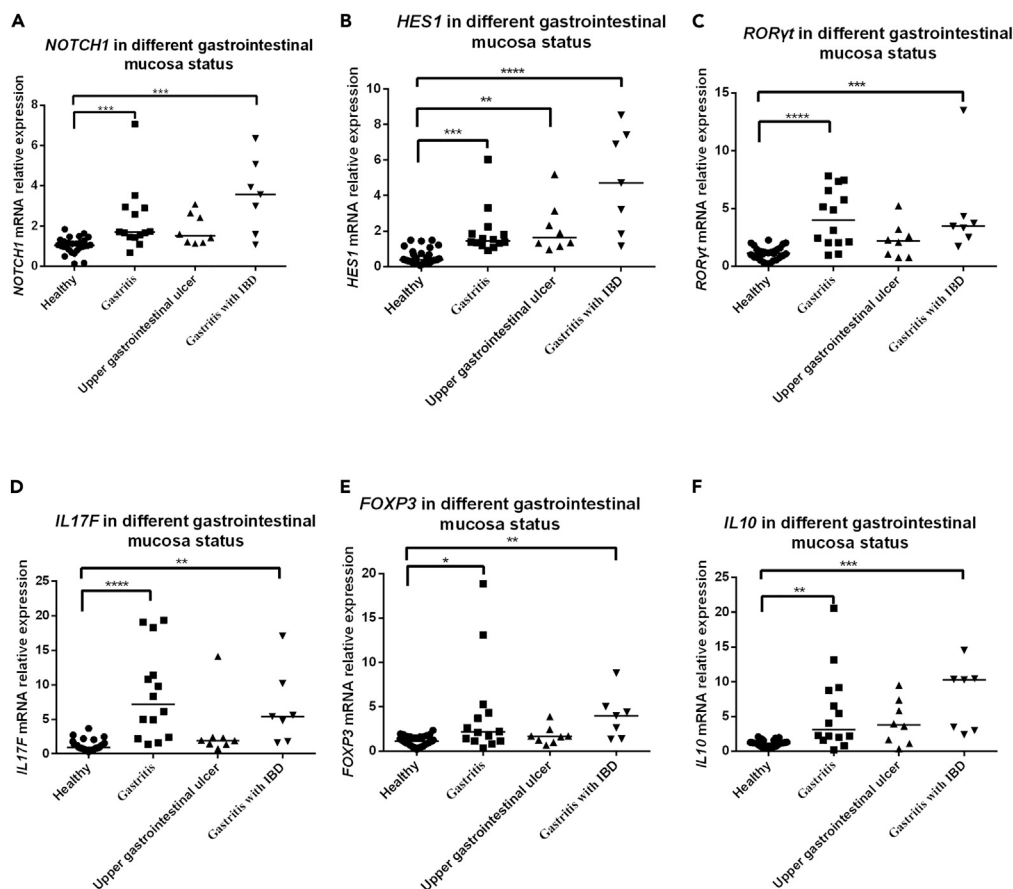 A
NOTCH1 in different gastrointestinal
mucosa status
NOTCH1 mRNA relative expression
8
6
4
2
0
***
***
Healthy
Gastritis
Upper gastrointestinal ulcer
Gastritis with IBD
B
HES1 in different gastrointestinal
mucosa status
HES1 mRNA relative expression
10
8
6
4
2
0
****
**
***
Healthy
Gastritis
Upper gastrointestinal ulcer
Gastritis with IBD
C
RORγt in different gastrointestinal
mucosa status
RORγt mRNA relative expression
15
10
5
0
***
****
Healthy
Gastritis
Upper gastrointestinal ulcer
Gastritis with IBD
D
IL17F in different gastrointestinal
mucosa status
IL17F mRNA relative expression
25
20
15
10
5
0
**
****
Healthy
Gastritis
Upper gastrointestinal ulcer
Gastritis with IBD
E
FOXP3 in different gastrointestinal
mucosa status
FOXP3 mRNA relative expression
20
15
10
5
0
**
*
Healthy
Gastritis
Upper gastrointestinal ulcer
Gastritis with IBD
F
IL10 in different gastrointestinal
mucosa status
IL10 mRNA relative expression
25
20
15
10
5
0
***
**
Healthy
Gastritis
Upper gastrointestinal ulcer
Gastritis with IBD